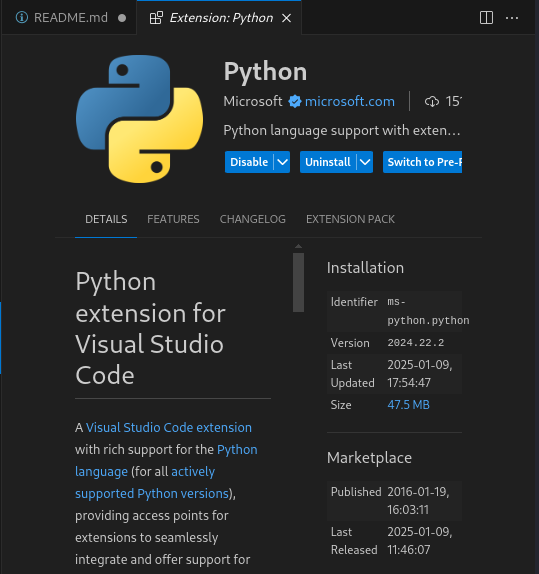 README.md
Extension: Python
Python
Microsoft microsoft.com
Python language support with exten...
Disable Uninstall Switch to Pre-
DETAILS FEATURES CHANGELOG EXTENSION PACK
Python
extension for
Visual Studio
Code
A Visual Studio Code extension
with rich support for the Python
language (for all actively
supported Python versions),
providing access points for
extensions to seamlessly
integrate and offer support for
Installation
Identifier ms-
python.python
Version 2024.22.2
Last 2025-01-09,
Updated 17:54:47
Size 47.5 MB
Marketplace
Published 2016-01-19,
16:03:11
Last 2025-01-09,
Released 11:46:07